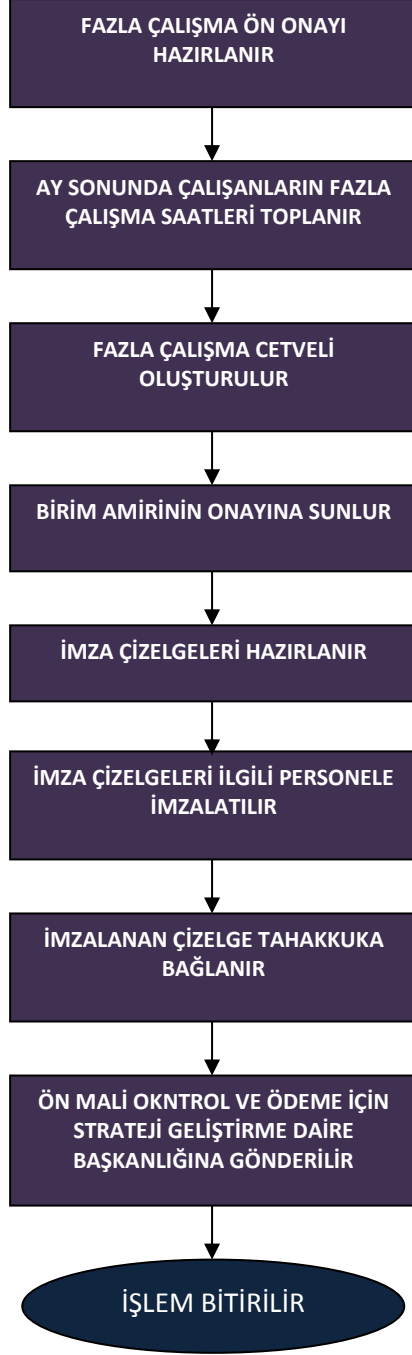 FAZLA ÇALIŞMA ÖN ONAYI
HAZIRLANIR
AY SONUNDA ÇALIŞANLARIN FAZLA
ÇALIŞMA SAATLERİ TOPLANIR
FAZLA ÇALIŞMA CETVELİ
OLUŞTURULUR
BİRİM AMİRİNİN ONAYINA SUNLUR
İMZA ÇİZELGELERİ HAZIRLANIR
İMZA ÇİZELGELERİ İLGİLİ PERSONELE
İMZALATILIR
İMZALANAN ÇİZELGE TAHAKKUKA
BAĞLANIR
ÖN MALİ OKNTROL VE ÖDEME İÇİN
STRATEJİ GELİŞTİRME DAİRE
BAŞKANLIĞINA GÖNDERİLİR
İŞLEM BİTİRİLİR